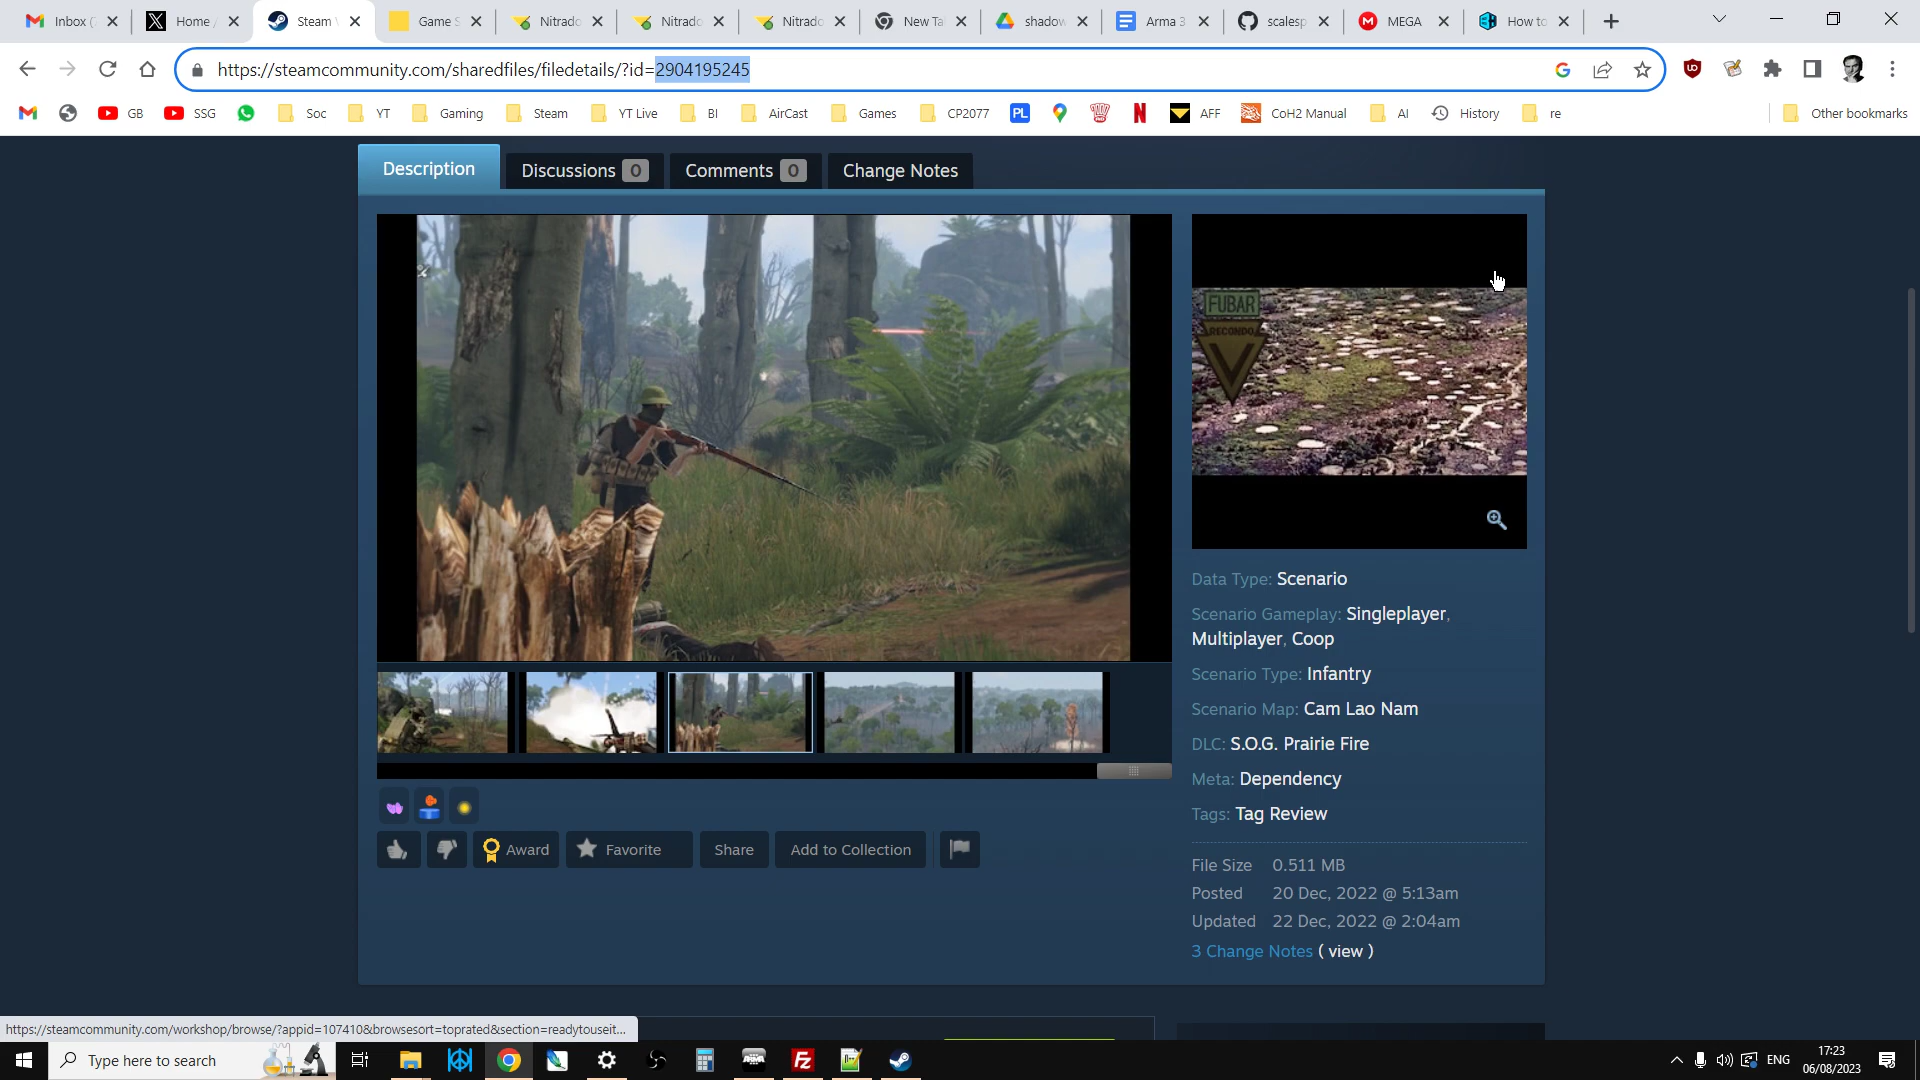 Inbox (
Home /
Steam
Game S
Nitrado
Nitrado
Nitrado
New Ta
shadow
Arma 3
scalesp
MEGA
How to
https://steamcommunity.com/sharedfiles/filedetails/?id=2904195245
GB
SSG
Soc
YT
Gaming
Steam
YT Live
BI
AirCast
Games
CP2077
PL
AFF
CoH2 Manual
AI
History
re
Other bookmarks
Description
Discussions 0
Comments 0
Change Notes
FUBAR
RECONDO
Data Type: Scenario
Scenario Gameplay: Singleplayer,
Multiplayer, Coop
Scenario Type: Infantry
Scenario Map: Cam Lao Nam
DLC: S.O.G. Prairie Fire
Meta: Dependency
Tags: Tag Review
Award
Favorite
Share
Add to Collection
File Size 0.511 MB
Posted 20 Dec, 2022 @ 5:13am
Updated 22 Dec, 2022 @ 2:04am
3 Change Notes ( view )
https://steamcommunity.com/workshop/browse/?appid=107410&browsesort=toprated&section=readytouseit...
Type here to search
ENG
17:23
06/08/2023